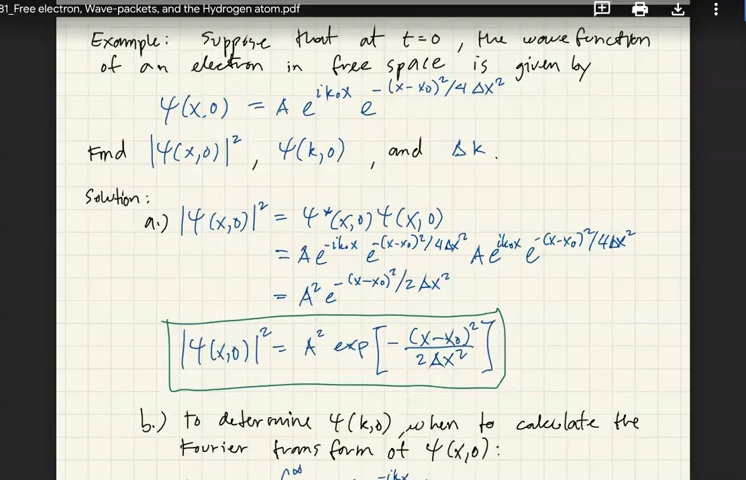 81_Free electron, Wave-packets, and the Hydrogen atom.pdf
Example: Suppose that at t=0, the wave function
of an electron in free space is given by
Ψ(x,0) = A e^{ik₀x} e^{-(x-x₀)²/4Δx²}
Find |Ψ(x,0)|², Ψ(k,0), and Δk.
Solution:
a.) |Ψ(x,0)|² = Ψ*(x,0) Ψ(x,0)
= A e^{-ik₀x} e^{-(x-x₀)²/4Δx²} A e^{ik₀x} e^{-(x-x₀)²/4Δx²}
= A² e^{-(x-x₀)²/2Δx²}
|Ψ(x,0)|² = A² exp[-(x-x₀)²/2Δx²]
b.) to determine Ψ(k,0), when to calculate the
Fourier transform of Ψ(x,0):